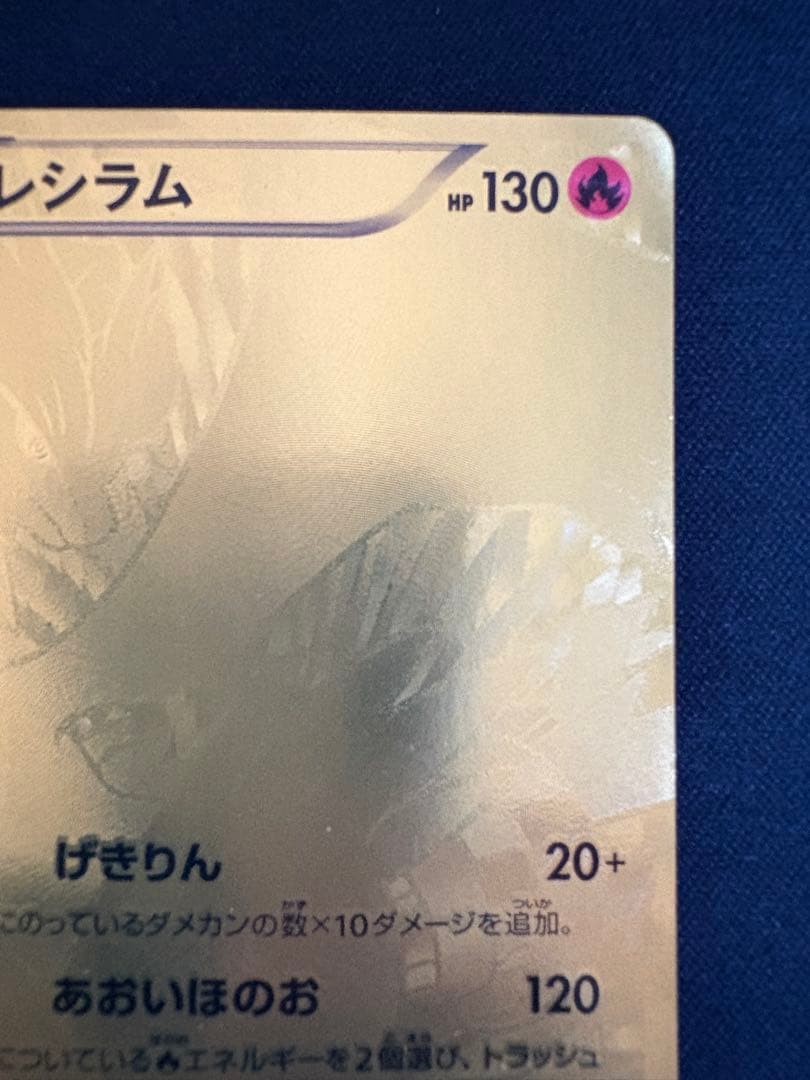 レシラム HP 130
げきりん 20+
にのっているダメカンの数×10ダメージを追加。
あおいほのお 120
についている エネルギーを2個選び、トラッシュ